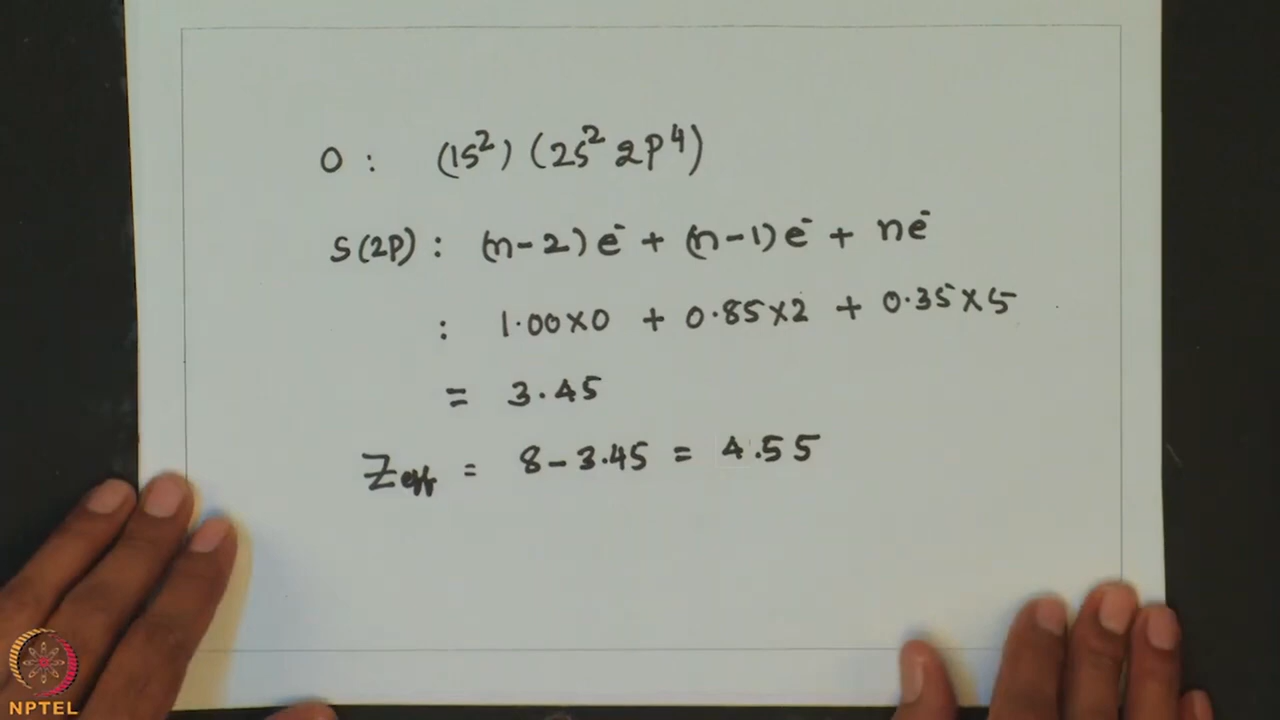 O : (1S²) (2S² 2P⁴)
S(2P) : (n-2)e⁻ + (n-1)e⁻ + ne⁻
: 1.00×0 + 0.85×2 + 0.35×5
= 3.45
Zeff = 8-3.45 = 4.55
NPTEL